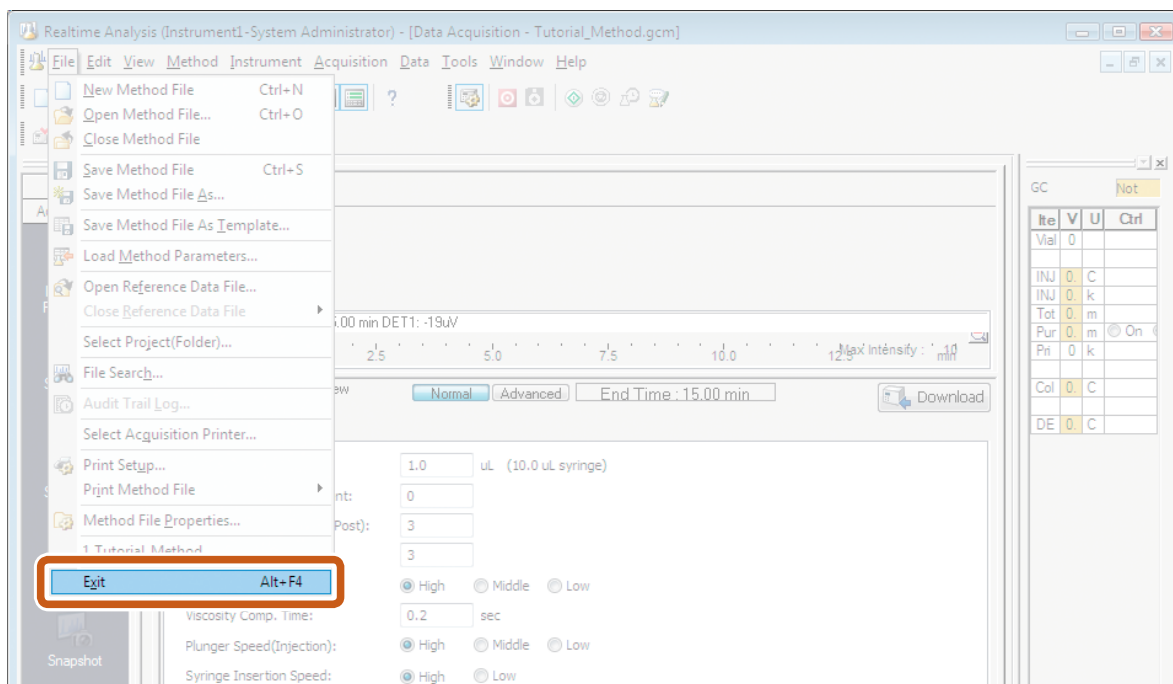 Realtime Analysis (Instrument1-System Administrator) - [Data Acquisition - Tutorial_Method.gcm]
File Edit View Method Instrument Acquisition Data Tools Window Help
New Method File Ctrl+N
Open Method File... Ctrl+O
Close Method File
Save Method File Ctrl+S
Save Method File As...
Save Method File As Template...
Load Method Parameters...
Open Reference Data File...
Close Reference Data File
Select Project(Folder)...
File Search...
Audit Trail Log...
Select Acquisition Printer...
Print Setup...
Print Method File
Method File Properties...
1 Tutorial_Method
Exit Alt+F4
Snapshot
.00 min DET1: -19uV
2.5 5.0 7.5 10.0 12.5 min
Max Intensity : 10
ew Normal Advanced End Time : 15.00 min Download
1.0 uL (10.0 uL syringe)
nt: 0
Post): 3
3
High Middle Low
Viscosity Comp. Time: 0.2 sec
Plunger Speed(Injection): High Middle Low
Syringe Insertion Speed: High Low
GC Not
Ite V U Ctrl
Vial 0
INJ 0. C
INJ 0. k
Tot 0. m
Pur 0. m On
Pri 0 k
Col 0. C
DE 0. C